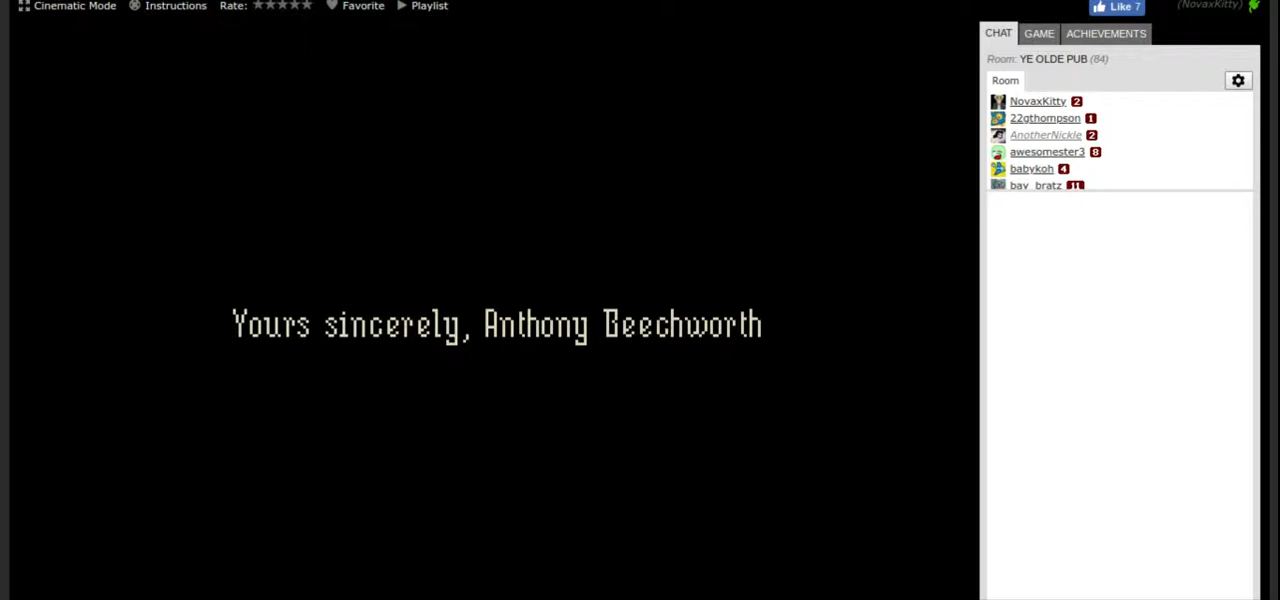 Cinematic Mode Instructions Rate: Favorite Playlist Like 7 (NovaxKitty)
CHAT GAME ACHIEVEMENTS
Room: YE OLDE PUB (84)
Room
NovaxKitty 2
22gthompson 1
AnotherNickle 2
awesomester3 8
babykoh 4
bay_bratz 11
Yours sincerely, Anthony Beechworth